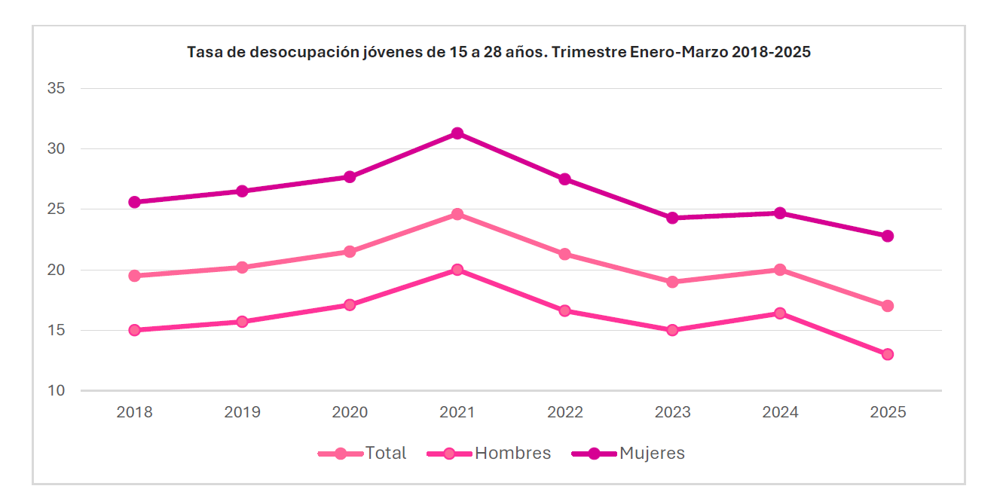 Tasa de desocupación jóvenes de 15 a 28 años. Trimestre Enero-Marzo 2018-2025
35
30
25
20
15
10
2018 2019 2020 2021 2022 2023 2024 2025
Total Hombres Mujeres